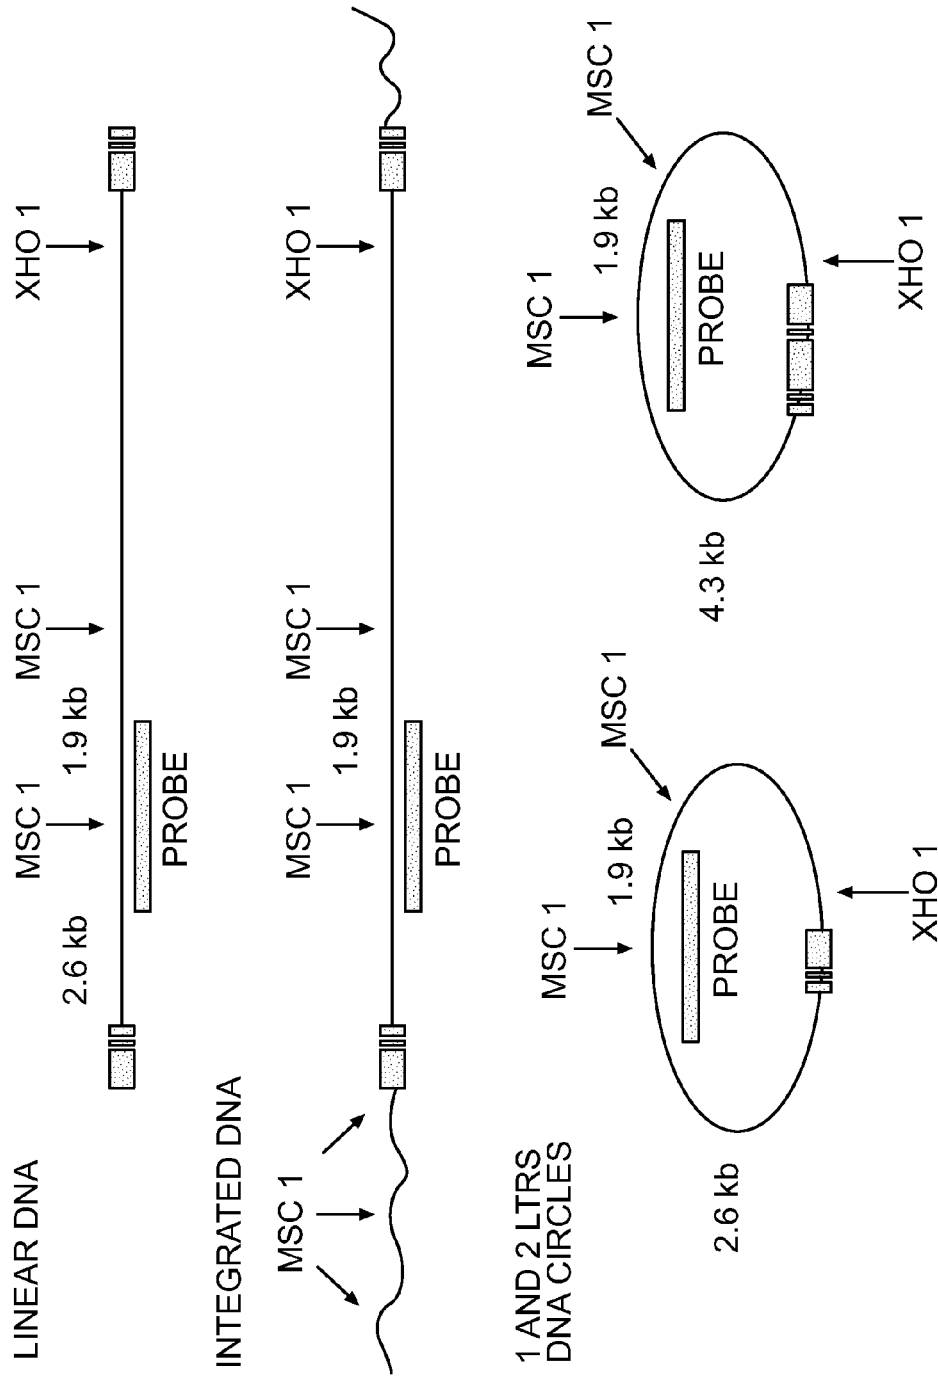 LINEAR DNA
MSC 1
MSC 1
XHO 1
2.6 kb
1.9 kb
PROBE
INTEGRATED DNA
MSC 1
MSC 1
MSC 1
XHO 1
1.9 kb
PROBE
1 AND 2 LTRS
DNA CIRCLES
MSC 1
MSC 1
1.9 kb
PROBE
2.6 kb
XHO 1
MSC 1
MSC 1
1.9 kb
PROBE
4.3 kb
XHO 1